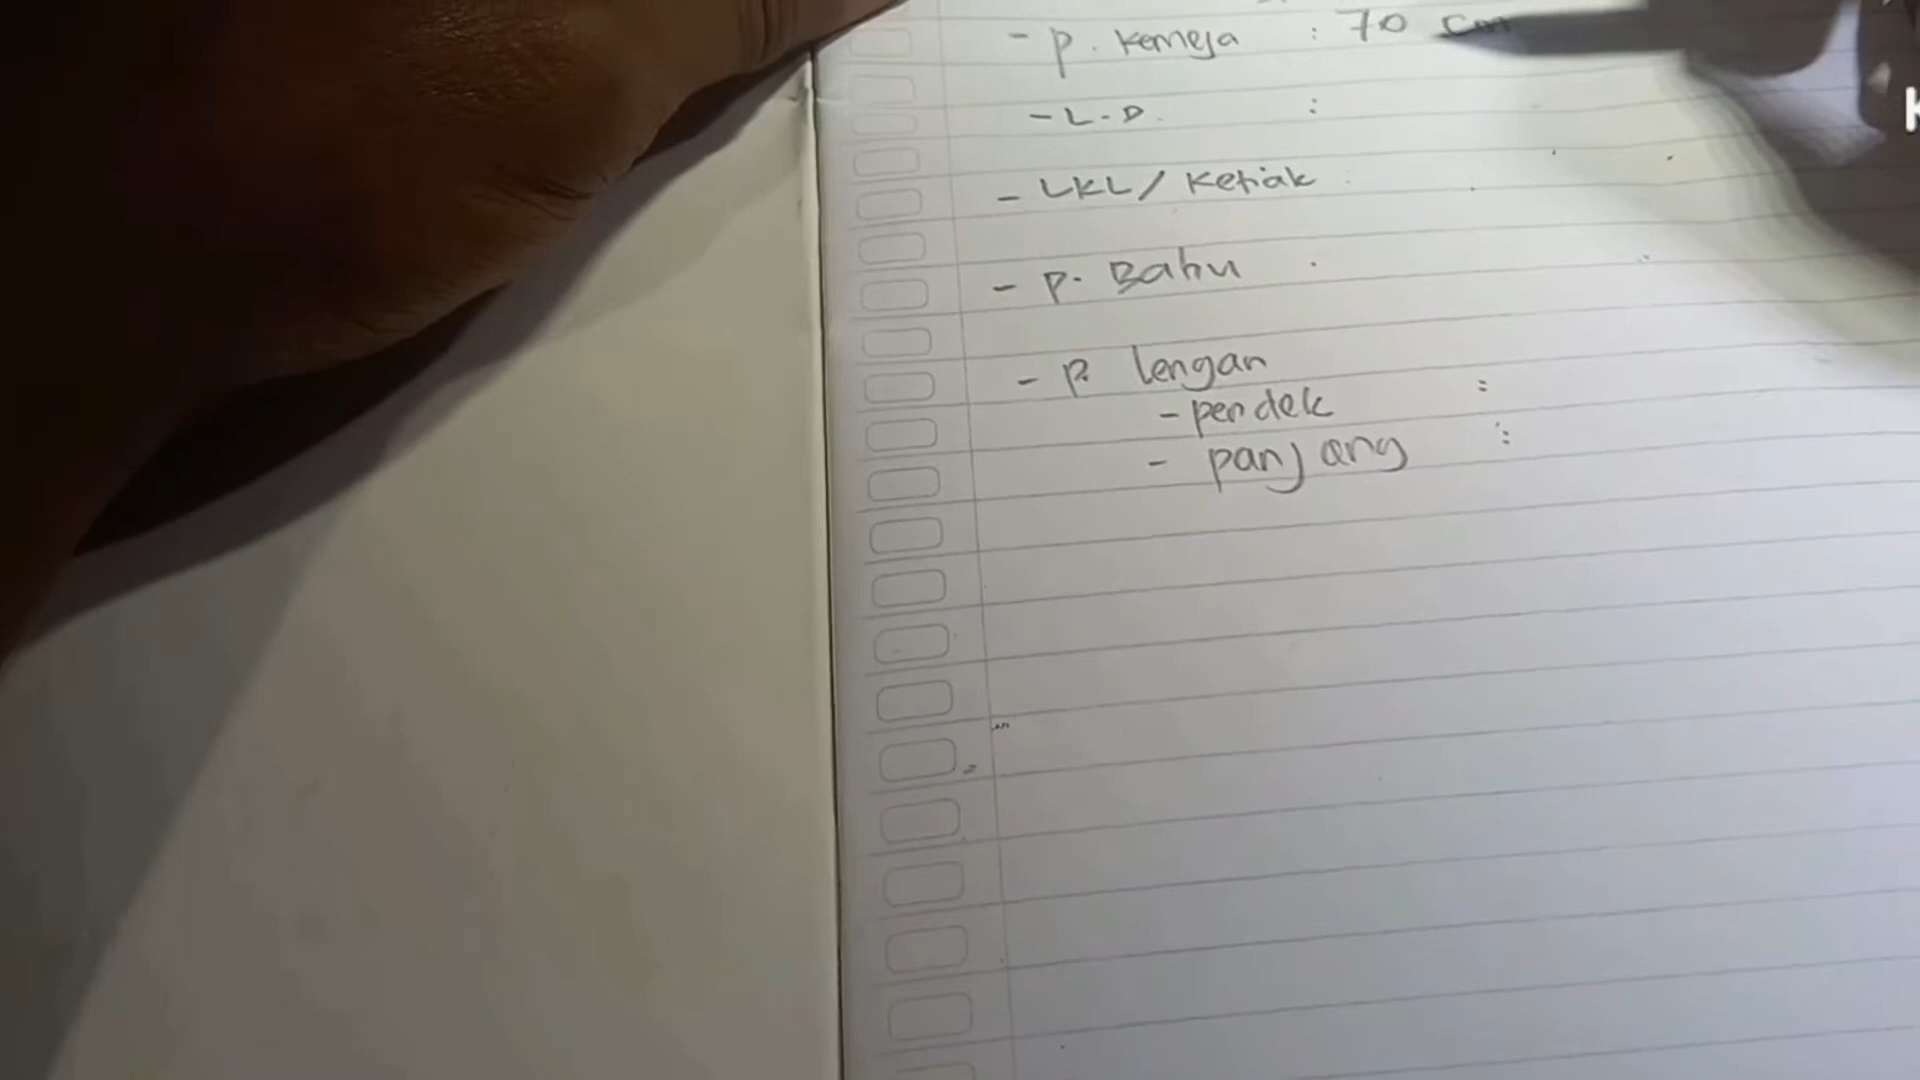 - P. Kemeja : 70 cm
- L.D. :
- LKL / Ketiak :
- P. Bahu :
- P. lengan
- pendek :
- panjang :